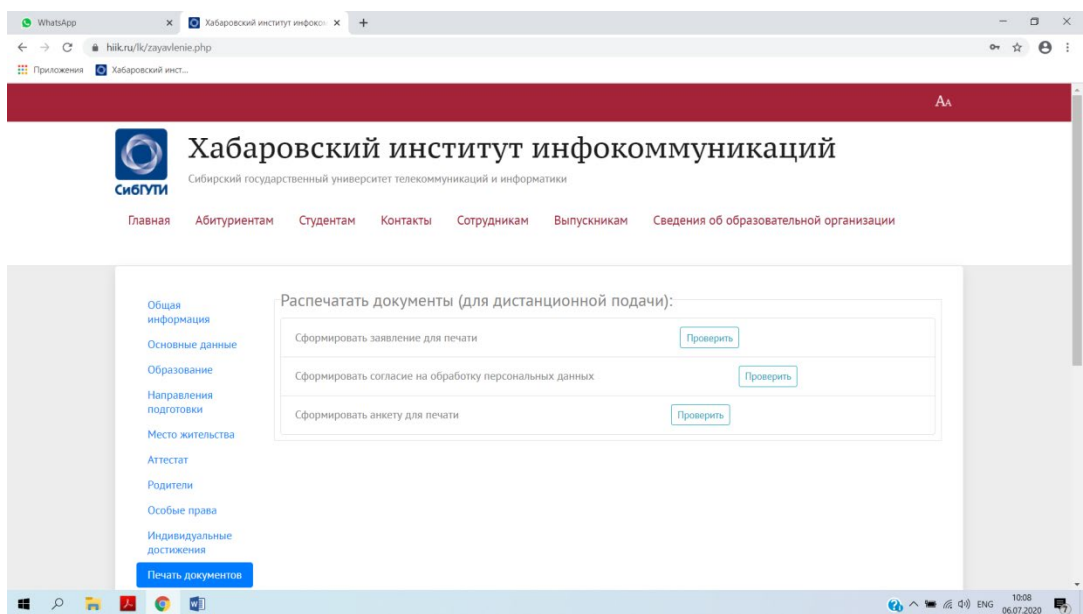 WhatsApp
Хабаровский институт инфоком
hiik.ru/lk/zayavlenie.php
Приложения
Хабаровский инст...
AA
СибГУТИ
Хабаровский институт инфокоммуникаций
Сибирский государственный университет телекоммуникаций и информатики
Главная Абитуриентам Студентам Контакты Сотрудникам Выпускникам Сведения об образовательной организации
Общая
информация
Основные данные
Образование
Направления
подготовки
Место жительства
Аттестат
Родители
Особые права
Индивидуальные
достижения
Печать документов
Распечатать документы (для дистанционной подачи):
Сформировать заявление для печати Проверить
Сформировать согласие на обработку персональных данных Проверить
Сформировать анкету для печати Проверить
ENG
10:08
06.07.2020